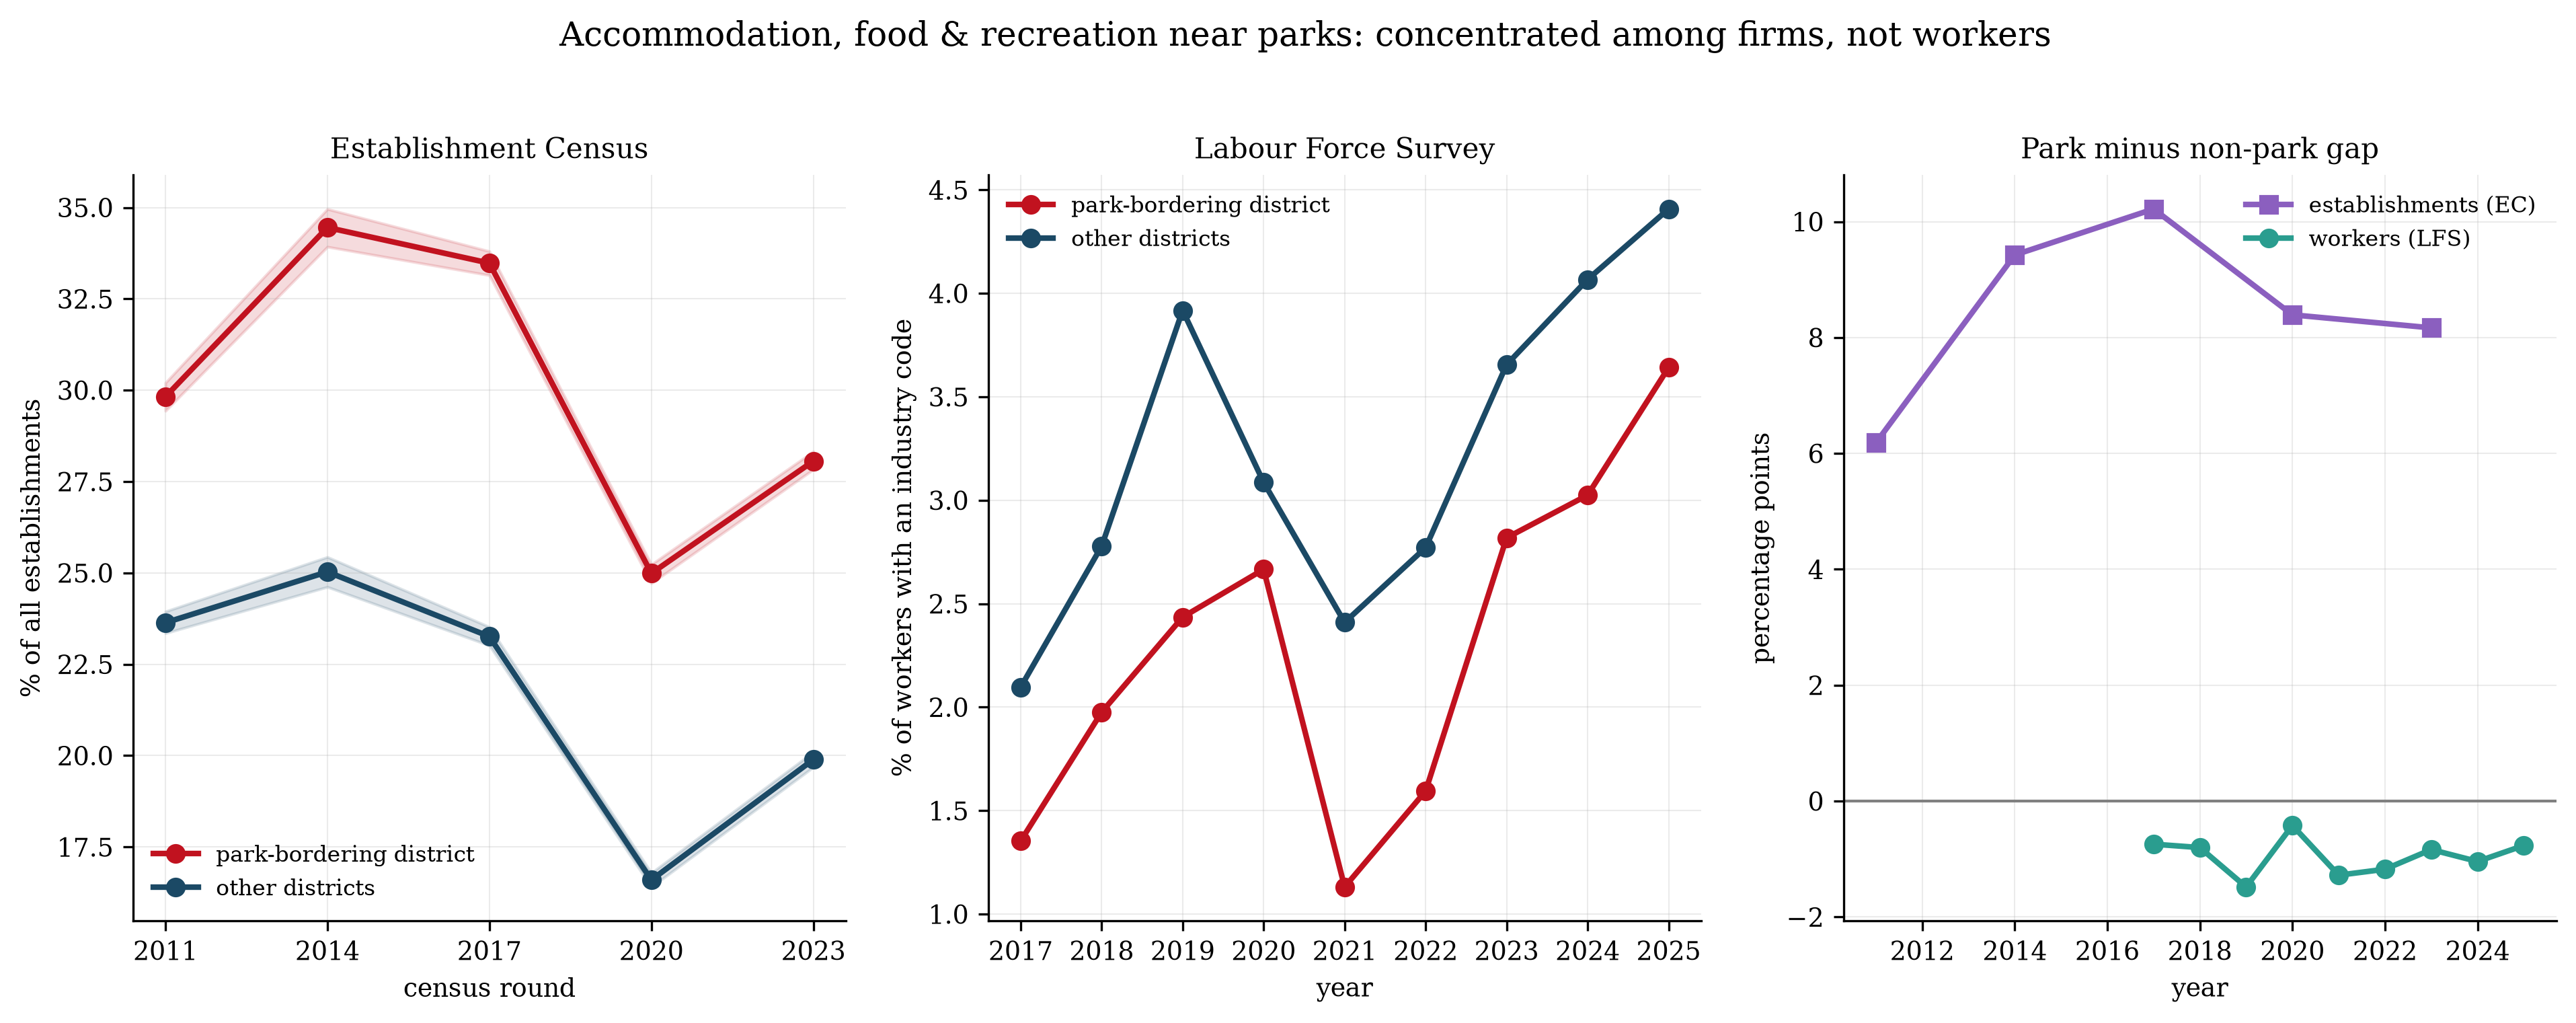 Accommodation, food & recreation near parks: concentrated among firms, not workers
Establishment Census
% of all establishments
35.0
32.5
30.0
27.5
25.0
22.5
20.0
17.5
park-bordering district
other districts
2011 2014 2017 2020 2023
census round
Labour Force Survey
% of workers with an industry code
4.5
4.0
3.5
3.0
2.5
2.0
1.5
1.0
park-bordering district
other districts
2017 2018 2019 2020 2021 2022 2023 2024 2025
year
Park minus non-park gap
percentage points
10
8
6
4
2
0
−2
establishments (EC)
workers (LFS)
2012 2014 2016 2018 2020 2022 2024
year